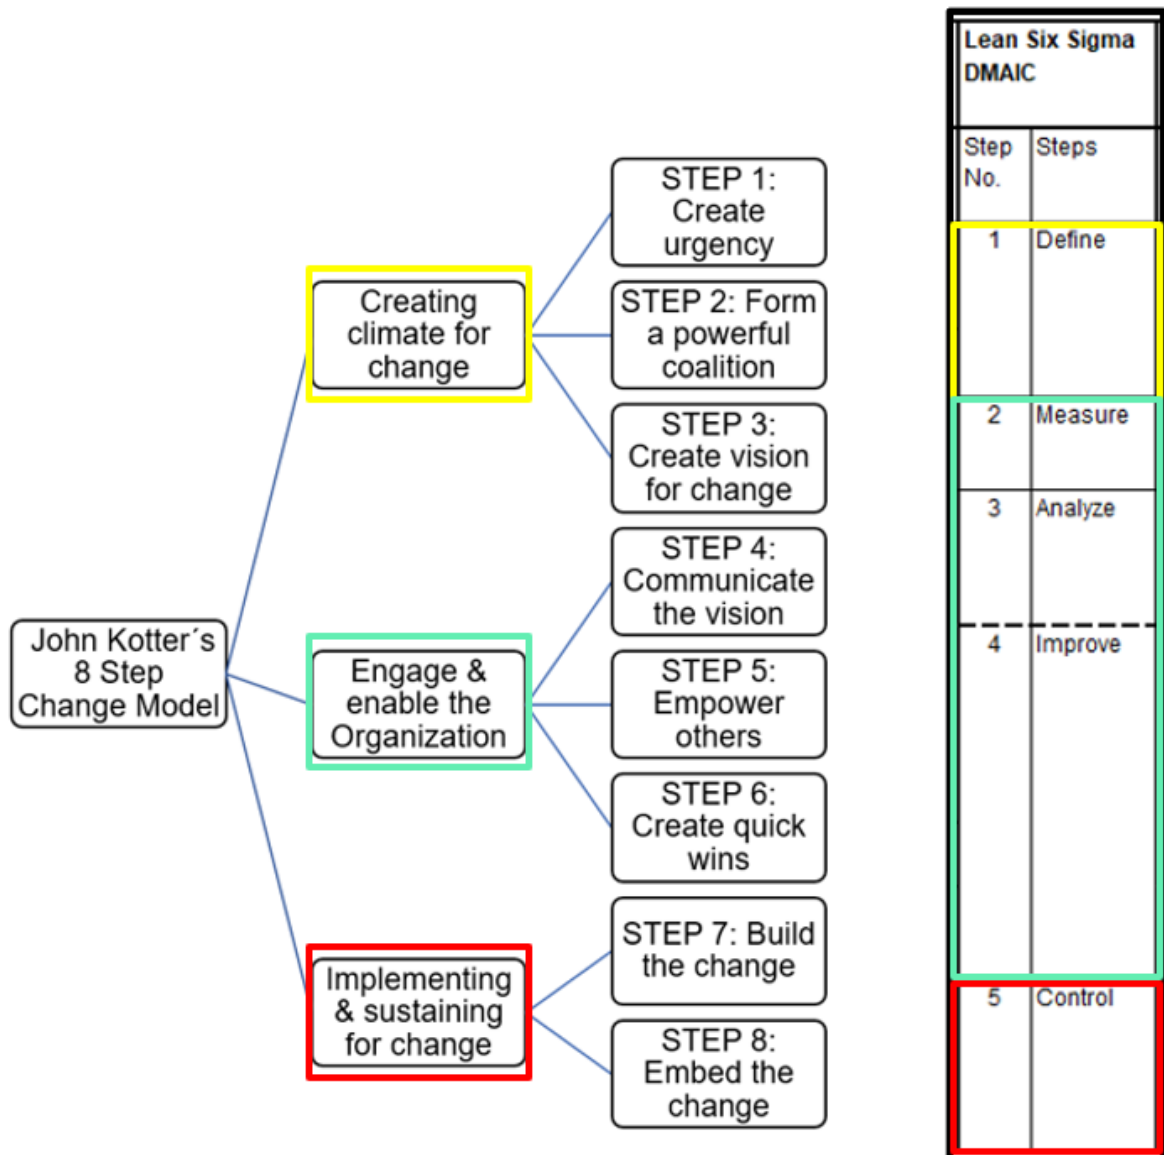 John Kotter´s
8 Step
Change Model
Creating
climate for
change
STEP 1:
Create
urgency
STEP 2: Form
a powerful
coalition
STEP 3:
Create vision
for change
Engage &
enable the
Organization
STEP 4:
Communicate
the vision
STEP 5:
Empower
others
STEP 6:
Create quick
wins
Implementing
& sustaining
for change
STEP 7: Build
the change
STEP 8:
Embed the
change
Lean Six Sigma
DMAIC
Step No.
Steps
1 Define
2 Measure
3 Analyze
4 Improve
5 Control